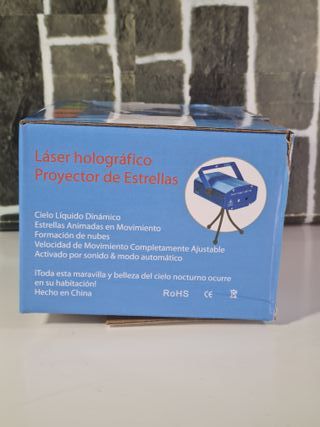 Láser holográfico
Proyector de Estrellas
Cielo Líquido Dinámico
Estrellas Animadas en Movimiento
Formación de nubes
Velocidad de Movimiento Completamente Ajustable
Activado por sonido & modo automático
¡Toda esta maravilla y belleza del cielo nocturno ocurre
en su habitación!
Hecho en China
RoHS CE